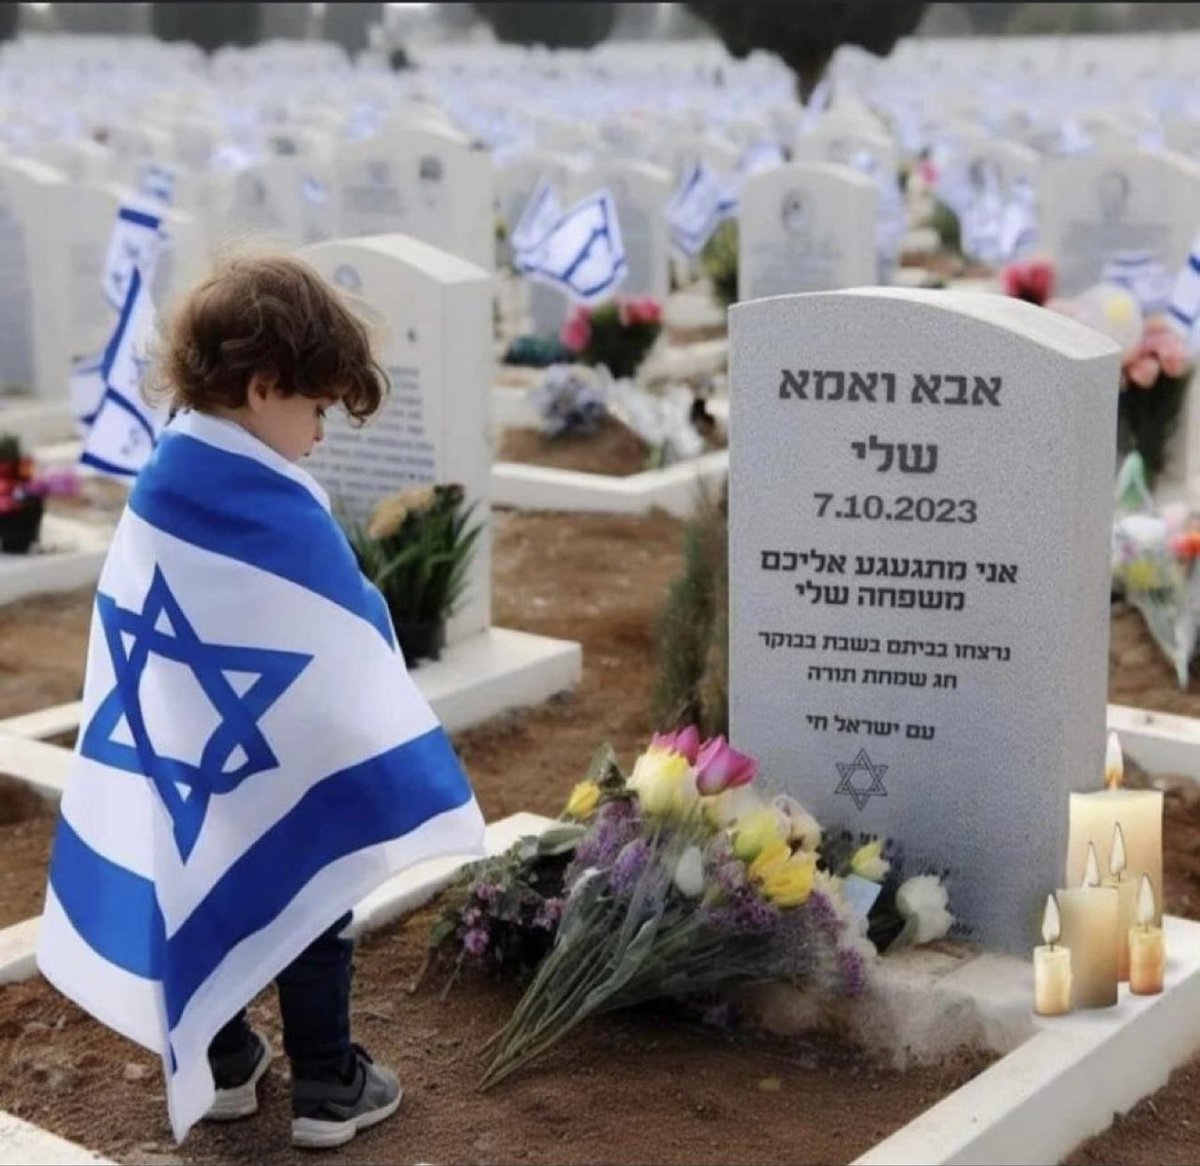 אבא ואמא
שלי
7.10.2023
אני מתגעגע אליכם
משפחה שלי
נרצחו בביתם בשבת בבוקר
חג שמחת תורה
עם ישראל חי